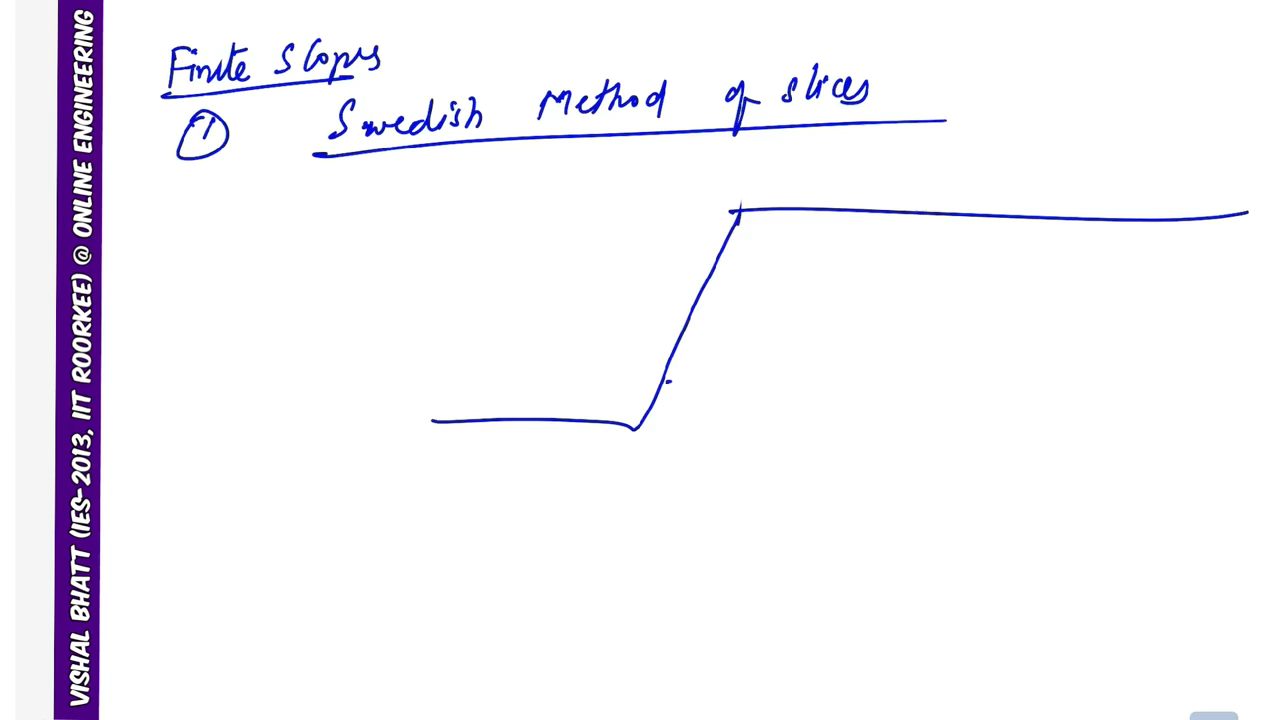 Finite Slopes
① Swedish Method of slices
VISHAL BHATT (IES-2013, IIT ROORKEE) @ ONLINE ENGINEERING